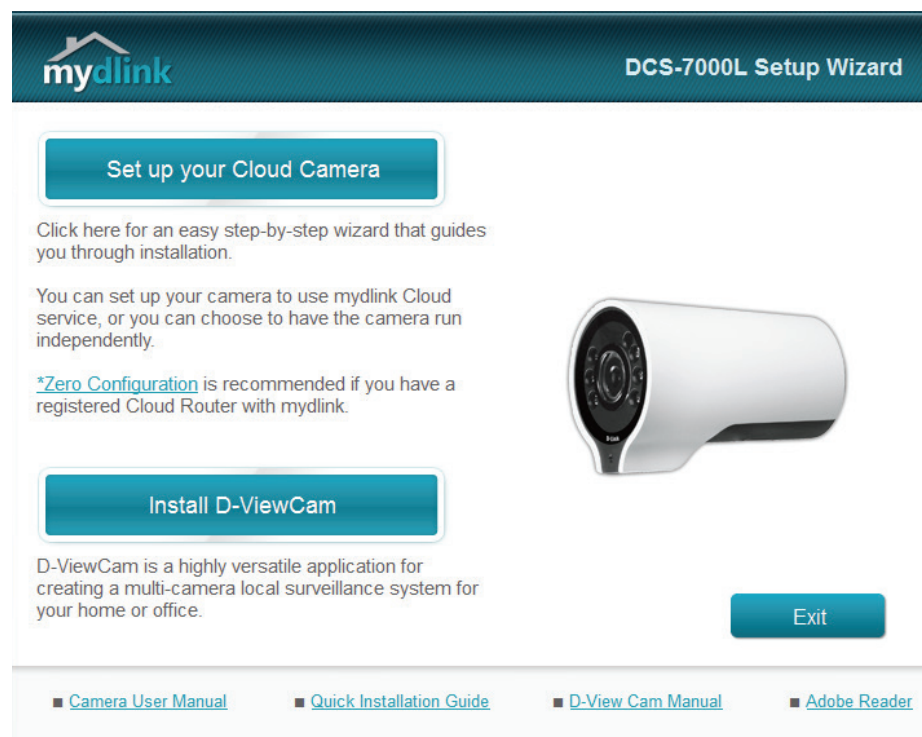 mydlink
DCS-7000L Setup Wizard
Set up your Cloud Camera
Click here for an easy step-by-step wizard that guides
you through installation.
You can set up your camera to use mydlink Cloud
service, or you can choose to have the camera run
independently.
*Zero Configuration is recommended if you have a
registered Cloud Router with mydlink.
D-Link
Install D-ViewCam
D-ViewCam is a highly versatile application for
creating a multi-camera local surveillance system for
your home or office.
Exit
Camera User Manual
Quick Installation Guide
D-View Cam Manual
Adobe Reader